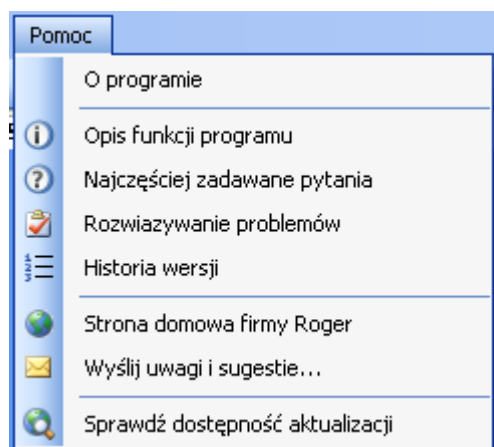 Pomoc
O programie
Opis funkcji programu
Najczęściej zadawane pytania
Rozwiazywanie problemów
Historia wersji
Strona domowa firmy Roger
Wyślij uwagi i sugestie...
Sprawdź dostępność aktualizacji